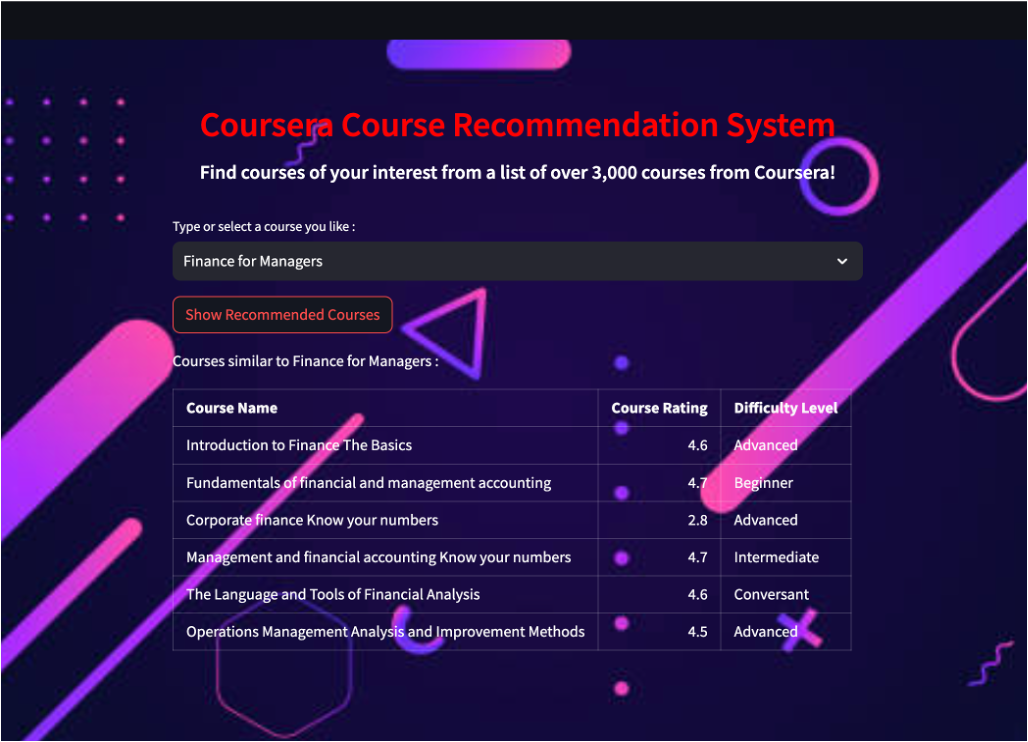 Coursera Course Recommendation System
Find courses of your interest from a list of over 3,000 courses from Coursera!
Type or select a course you like :
Finance for Managers
Show Recommended Courses
Courses similar to Finance for Managers :
Course Name Course Rating Difficulty Level
Introduction to Finance The Basics 4.6 Advanced
Fundamentals of financial and management accounting 4.7 Beginner
Corporate finance Know your numbers 2.8 Advanced
Management and financial accounting Know your numbers 4.7 Intermediate
The Language and Tools of Financial Analysis 4.6 Conversant
Operations Management Analysis and Improvement Methods 4.5 Advanced